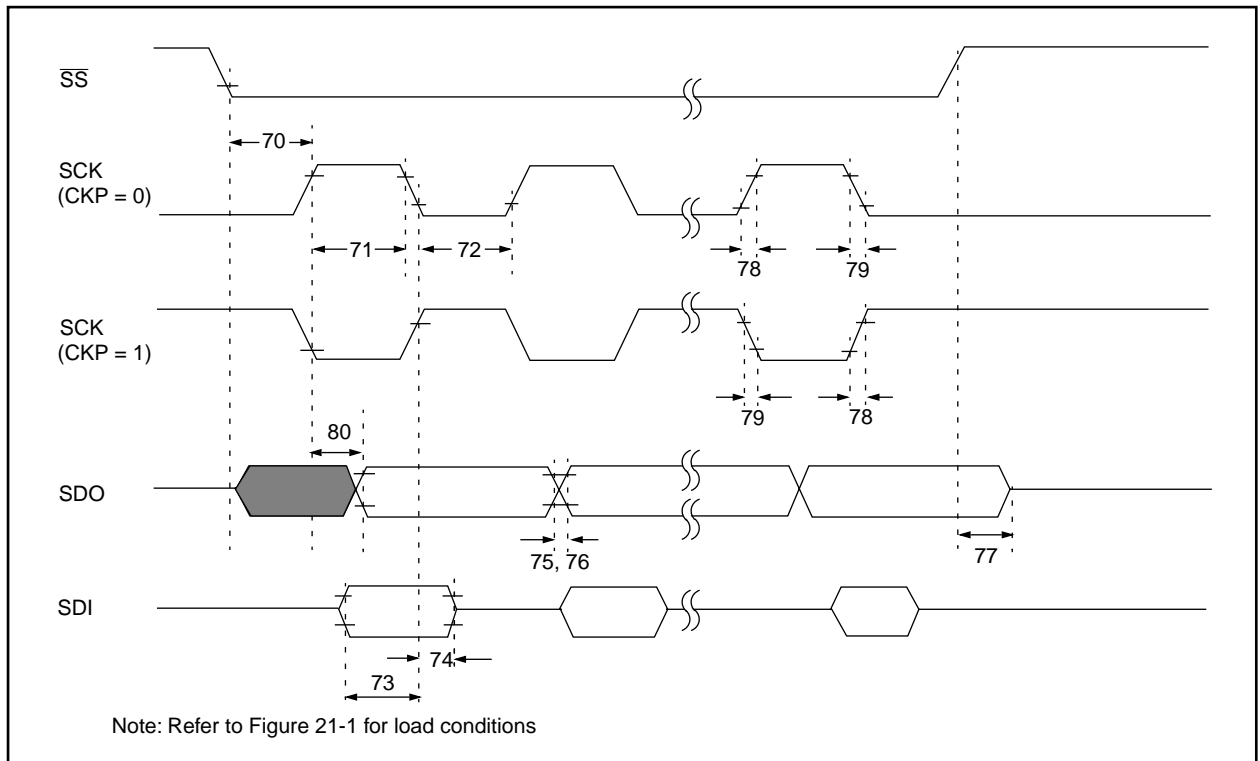 SS
70
SCK
(CKP = 0)
71
72
78
79
SCK
(CKP = 1)
79
78
80
SDO
75, 76
77
SDI
74
73
Note: Refer to Figure 21-1 for load conditions